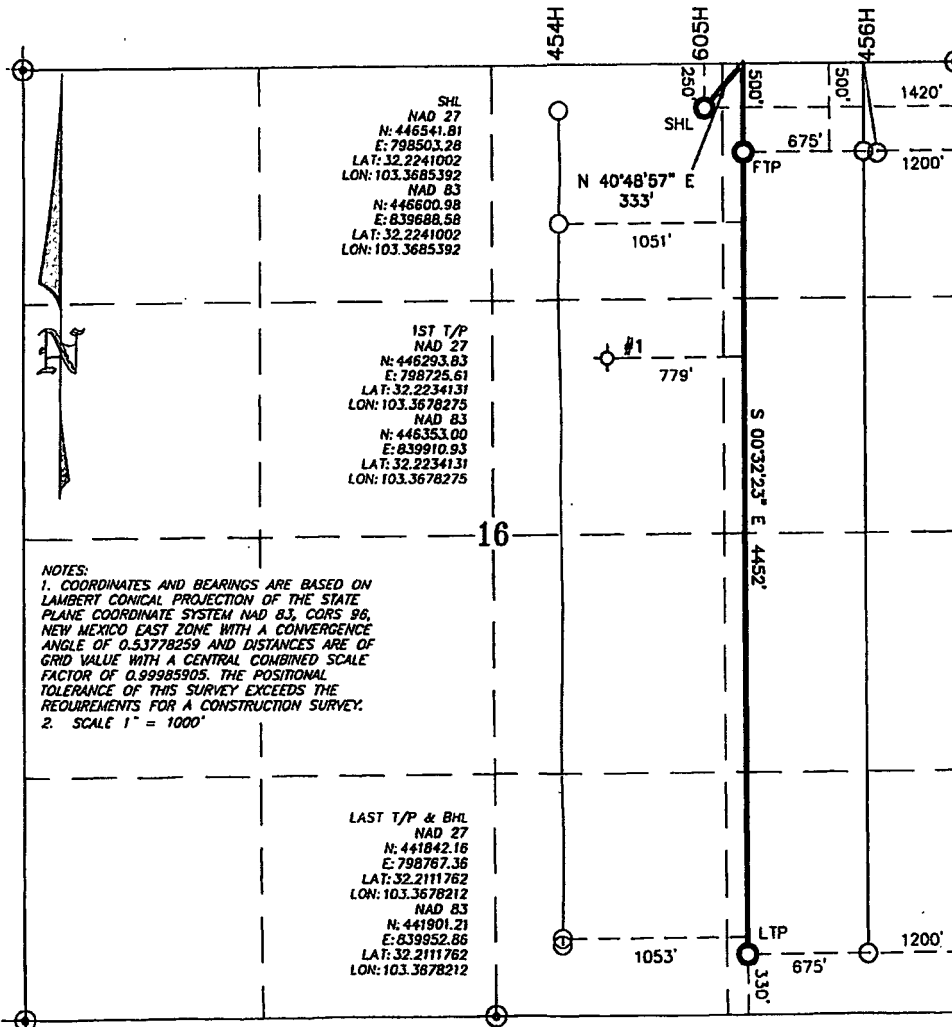 454H
605H
456H
250'
500'
500'
1420'
SHL
675'
FTP
1200'
N 40°48'57" E
333'
1051'
SHL
NAD 27
N: 446541.81
E: 798503.28
LAT: 32.2241002
LON: 103.3685392
NAD 83
N: 446600.98
E: 839688.58
LAT: 32.2241002
LON: 103.3685392
#1
779'
1ST T/P
NAD 27
N: 446293.83
E: 798725.61
LAT: 32.2234131
LON: 103.3678275
NAD 83
N: 446353.00
E: 839910.93
LAT: 32.2234131
LON: 103.3678275
S 00°32'23" E 4452'
16
NOTES:
1. COORDINATES AND BEARINGS ARE BASED ON
LAMBERT CONICAL PROJECTION OF THE STATE
PLANE COORDINATE SYSTEM NAD 83, CORS 96,
NEW MEXICO EAST ZONE WITH A CONVERGENCE
ANGLE OF 0.53778259 AND DISTANCES ARE OF
GRID VALUE WITH A CENTRAL COMBINED SCALE
FACTOR OF 0.99985905. THE POSITIONAL
TOLERANCE OF THIS SURVEY EXCEEDS THE
REQUIREMENTS FOR A CONSTRUCTION SURVEY.
2. SCALE 1" = 1000'
LAST T/P & BHL
NAD 27
N: 441842.16
E: 798767.36
LAT: 32.2111762
LON: 103.3678212
NAD 83
N: 441901.21
E: 839952.86
LAT: 32.2111762
LON: 103.3678212
LTP
1053'
675'
1200'
330'
N